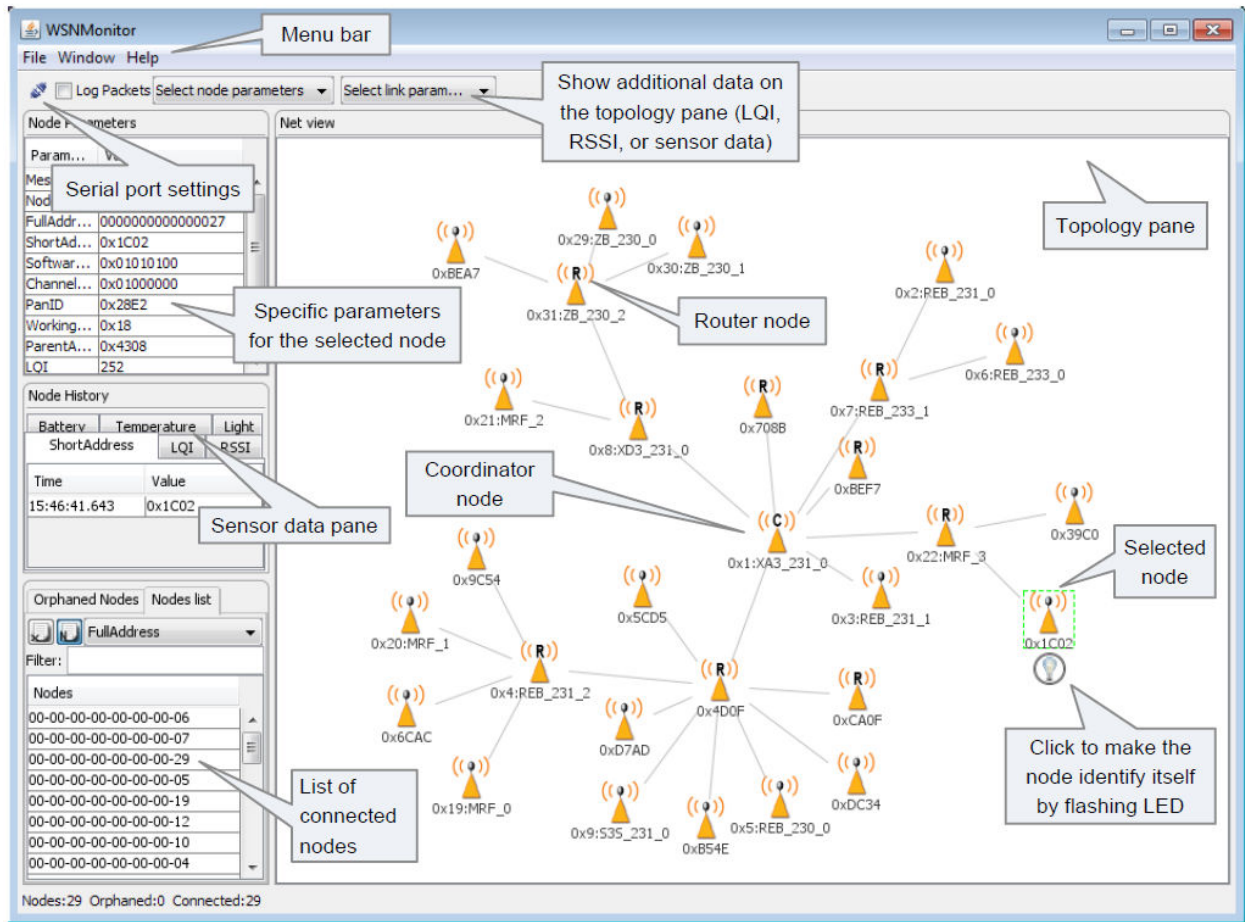 WSNMonitor
Menu bar
File Window Help
Log Packets Select node parameters Select link param...
Show additional data on
the topology pane (LQI,
RSSI, or sensor data)
Node Parameters
Net view
Param...
Mes
Serial port settings
Nod
FullAddr... 0000000000000027
ShortAd... 0x1C02
Softwar... 0x01010100
Channel... 0x01000000
PanID 0x28E2
Working... 0x18
ParentA... 0x4308
LQI 252
Specific parameters
for the selected node
Topology pane
Node History
Battery Temperature Light
ShortAddress LQI RSSI
Time Value
15:46:41.643 0x1C02
Sensor data pane
Orphaned Nodes Nodes list
FullAddress
Filter:
Nodes
00-00-00-00-00-00-00-06
00-00-00-00-00-00-00-07
00-00-00-00-00-00-00-29
00-00-00-00-00-00-00-05
00-00-00-00-00-00-00-19
00-00-00-00-00-00-00-12
00-00-00-00-00-00-00-10
00-00-00-00-00-00-00-04
List of
connected
nodes
0xBEA7
0x29:ZB_230_0
0x30:ZB_230_1
R
0x31:ZB_230_2
Router node
0x2:REB_231_0
0x6:REB_233_0
R
0x7:REB_233_1
0x21:MRF_2
R
0x8:XD3_231_0
R
0x708B
R
0xBEF7
Coordinator
node
C
0x1:XA3_231_0
R
0x22:MRF_3
0x39C0
Selected
node
0x1C02
0x3:REB_231_1
0x9C54
0x5CD5
0x20:MRF_1
R
0x4:REB_231_2
R
0x4D0F
R
0xCA0F
0x6CAC
0xD7AD
0xDC34
0x19:MRF_0
0x9:S3S_231_0
0xB54E
0x5:REB_230_0
Click to make the
node identify itself
by flashing LED
Nodes:29 Orphaned:0 Connected:29